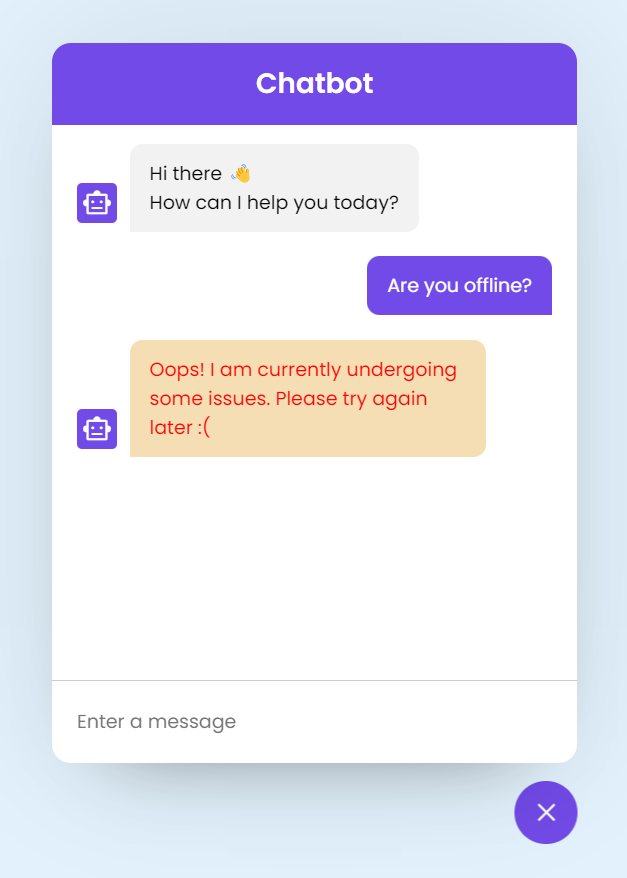 Chatbot
Hi there 👋
How can I help you today?
Are you offline?
Oops! I am currently undergoing
some issues. Please try again
later :(
Enter a message